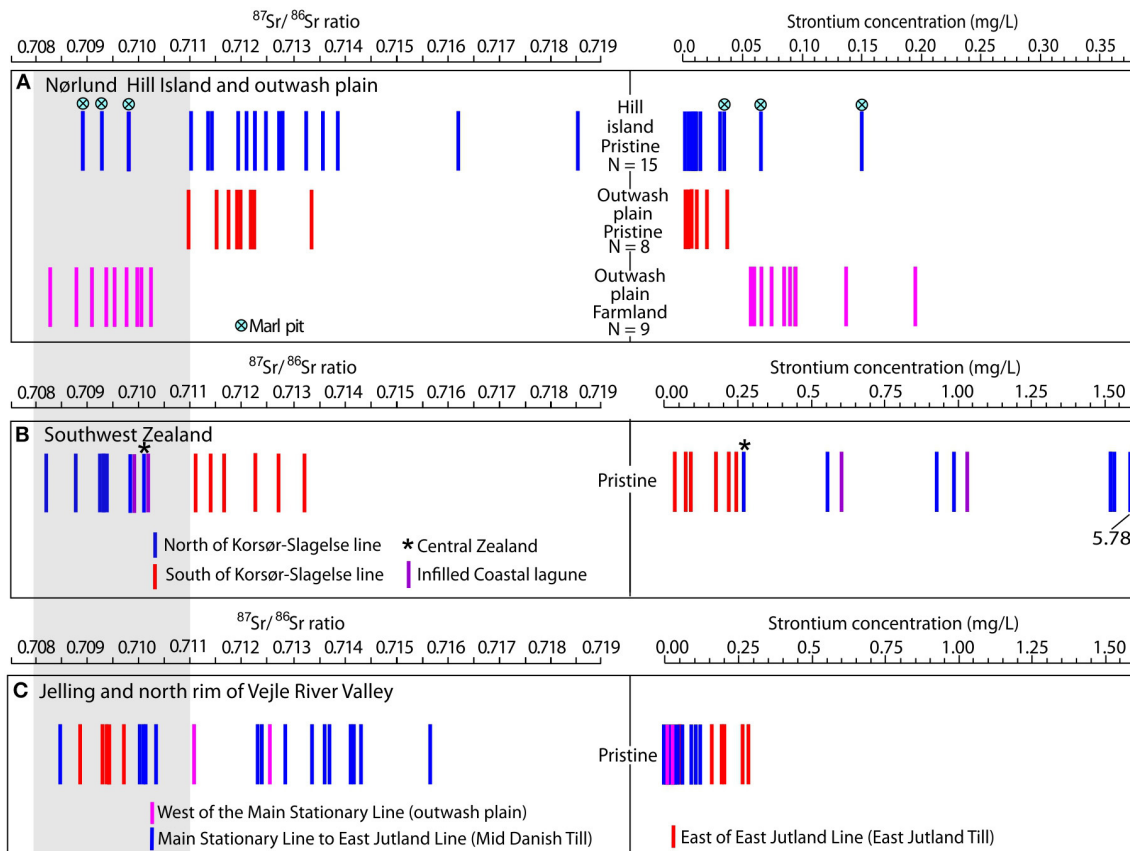 87Sr/ 86Sr ratio Strontium concentration (mg/L)
0.708 0.709 0.710 0.711 0.712 0.713 0.714 0.715 0.716 0.717 0.718 0.719 0.0 0.05 0.10 0.15 0.20 0.25 0.30 0.35
A Nørlund Hill Island and outwash plain
Hill
island
Pristine
N = 15
Outwash
plain
Pristine
N = 8
Outwash
plain
Farmland
N = 9
Marl pit
87Sr/ 86Sr ratio Strontium concentration (mg/L)
0.708 0.709 0.710 0.711 0.712 0.713 0.714 0.715 0.716 0.717 0.718 0.719 0.00 0.25 0.5 0.75 1.00 1.25 1.50
B Southwest Zealand
*
*
Pristine
5.78
North of Korsør-Slagelse line * Central Zealand
South of Korsør-Slagelse line Infilled Coastal lagune
87Sr/ 86Sr ratio Strontium concentration (mg/L)
0.708 0.709 0.710 0.711 0.712 0.713 0.714 0.715 0.716 0.717 0.718 0.719 0.00 0.25 0.5 0.75 1.00 1.25 1.50
C Jelling and north rim of Vejle River Valley
Pristine
West of the Main Stationary Line (outwash plain)
Main Stationary Line to East Jutland Line (Mid Danish Till) East of East Jutland Line (East Jutland Till)